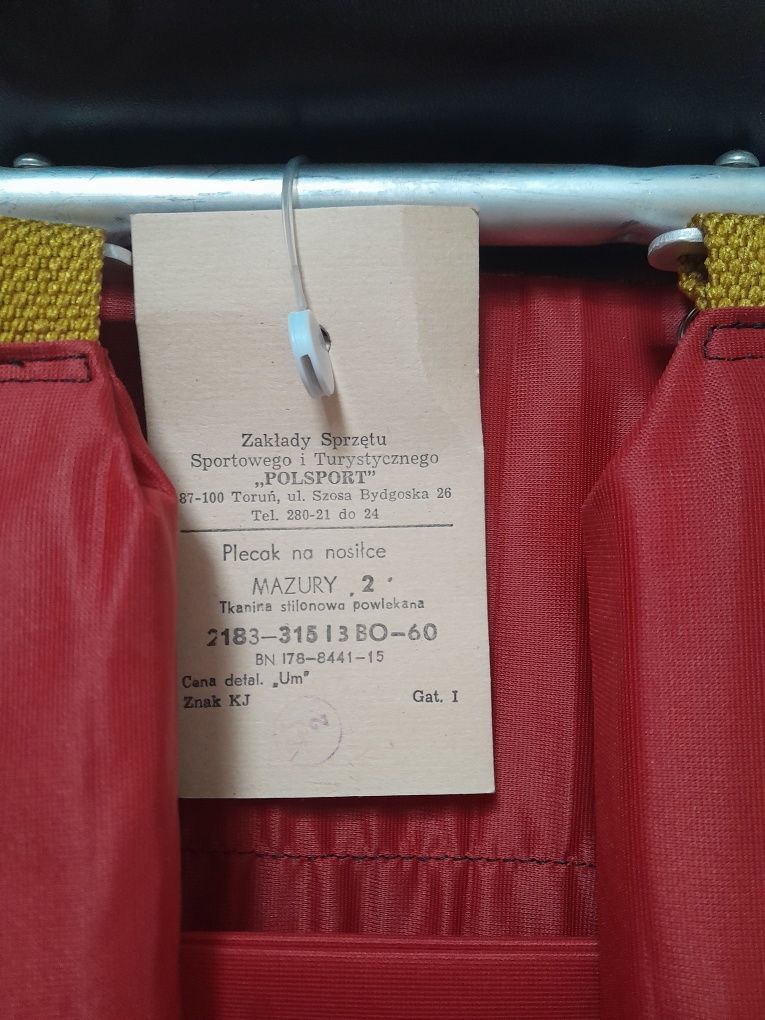 Zakłady Sprzętu
Sportowego i Turystycznego
„POLSPORT”
87-100 Toruń, ul. Szosa Bydgoska 26
Tel. 280-21 do 24
Plecak na nosiłce
MAZURY „2”
Tkanina stilonowa powlekana
2183-315 13 BO-60
BN 178-8441-15
Cena detal. „Um”
Znak KJ Gat. I
2